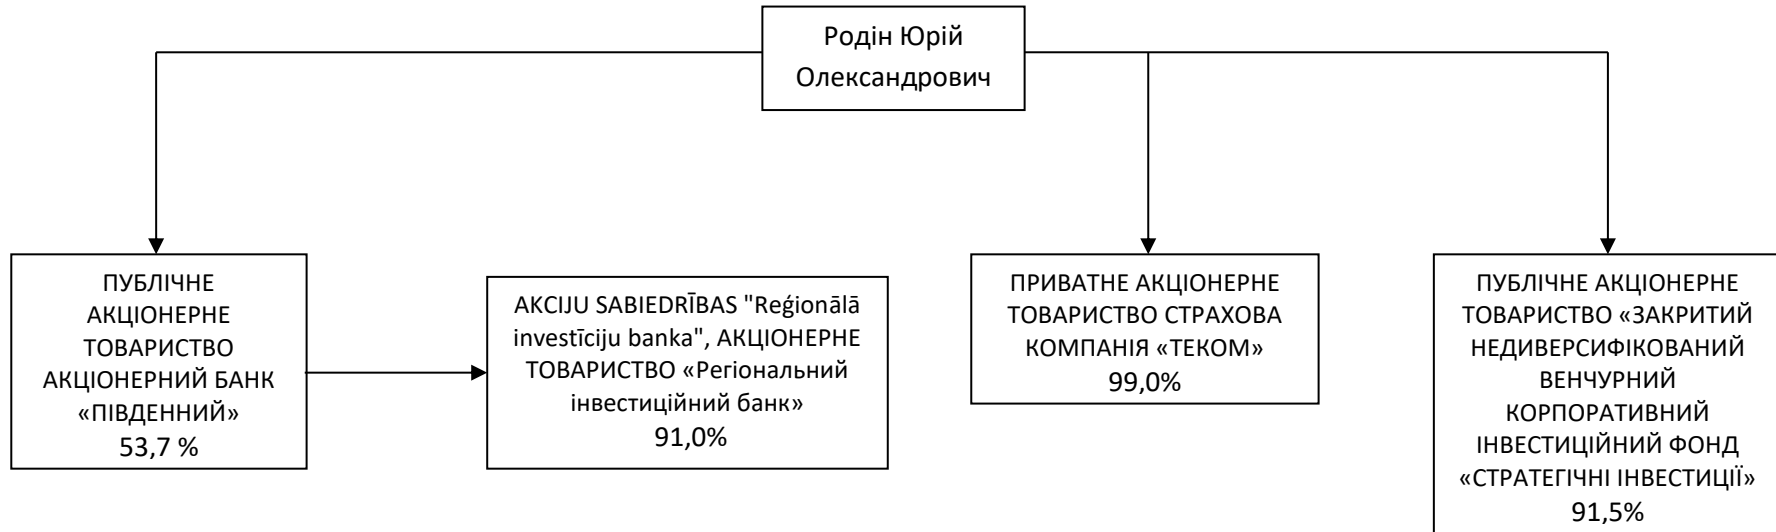 Родін Юрій
Олександрович
ПУБЛІЧНЕ
АКЦІОНЕРНЕ
ТОВАРИСТВО
АКЦІОНЕРНИЙ БАНК
«ПІВДЕННИЙ»
53,7 %
AKCIJU SABIEDRĪBAS "Reģionālā
investīciju banka", АКЦІОНЕРНЕ
ТОВАРИСТВО «Регіональний
інвестиційний банк»
91,0%
ПРИВАТНЕ АКЦІОНЕРНЕ
ТОВАРИСТВО СТРАХОВА
КОМПАНІЯ «ТЕКОМ»
99,0%
ПУБЛІЧНЕ АКЦІОНЕРНЕ
ТОВАРИСТВО «ЗАКРИТИЙ
НЕДИВЕРСИФІКОВАНИЙ
ВЕНЧУРНИЙ
КОРПОРАТИВНИЙ
ІНВЕСТИЦІЙНИЙ ФОНД
«СТРАТЕГІЧНІ ІНВЕСТИЦІЇ»
91,5%